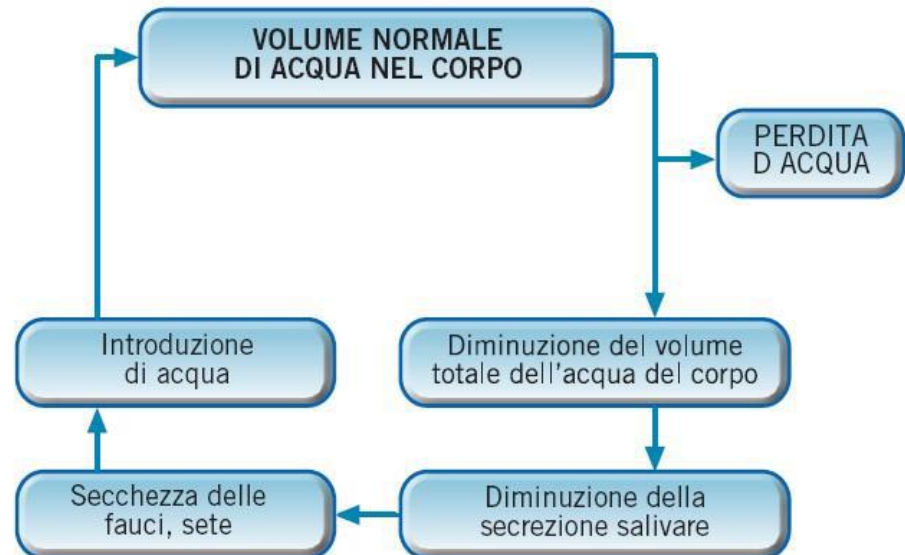 VOLUME NORMALE
DI ACQUA NEL CORPO
PERDITA
D ACQUA
Introduzione
di acqua
Diminuzione del volume
totale dell'acqua del corpo
Secchezza delle
fauci, sete
Diminuzione della
secrezione salivare